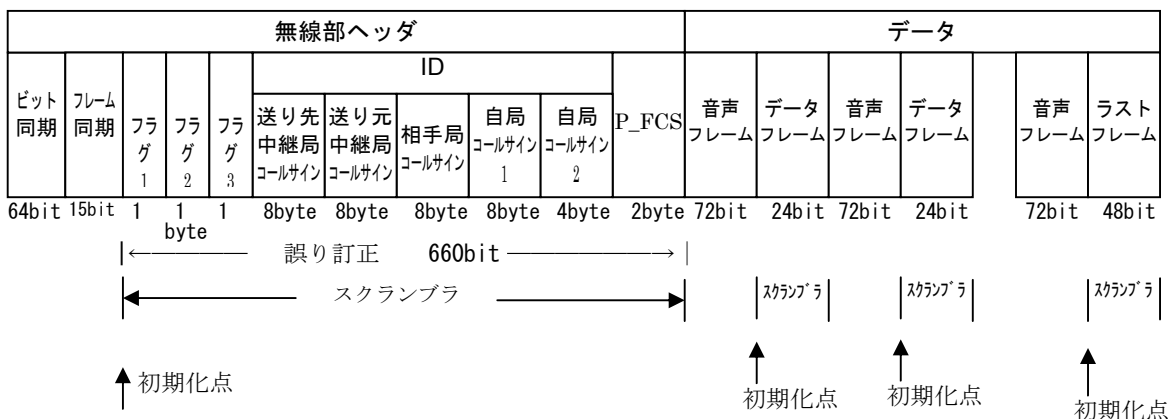 無線部ヘッダ データ
ID
ビット同期
フレーム同期
フラグ1
フラグ2
フラグ3
送り先中継局コールサイン
送り元中継局コールサイン
相手局コールサイン
自局コールサイン1
自局コールサイン2
P_FCS
音声フレーム
データフレーム
音声フレーム
データフレーム
音声フレーム
ラストフレーム
64bit 15bit 1 1 1 8byte 8byte 8byte 8byte 4byte 2byte 72bit 24bit 72bit 24bit 72bit 48bit
byte
誤り訂正 660bit
スクランブラ スクランブラ スクランブラ スクランブラ
初期化点 初期化点 初期化点 初期化点